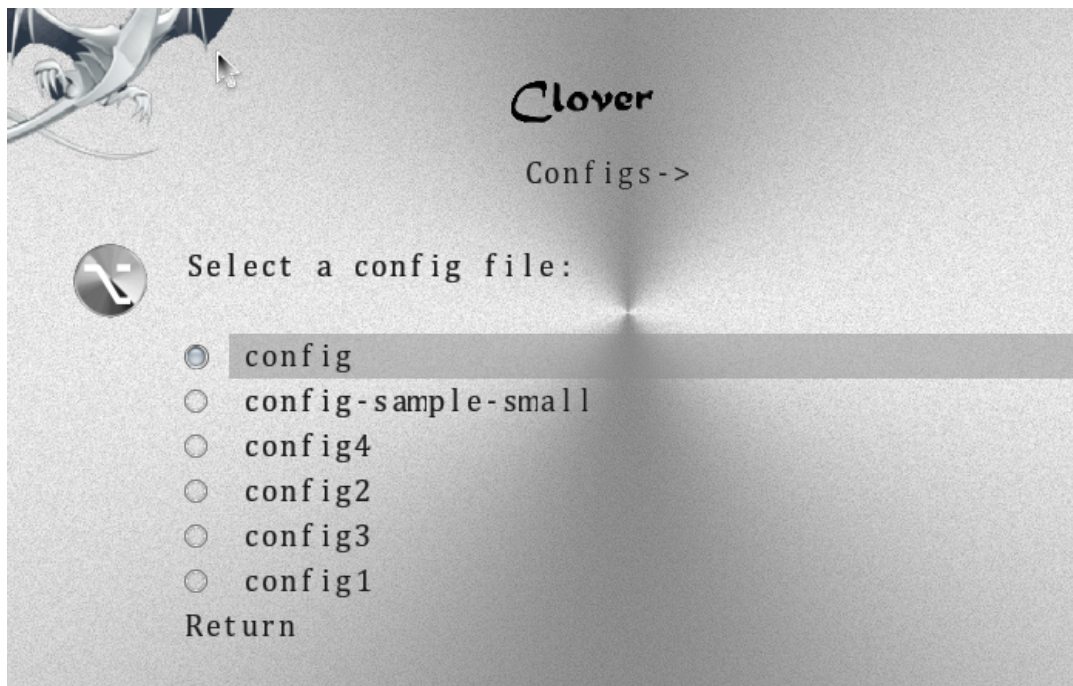 Clover
Configs->
Select a config file:
config
config-sample-small
config4
config2
config3
config1
Return